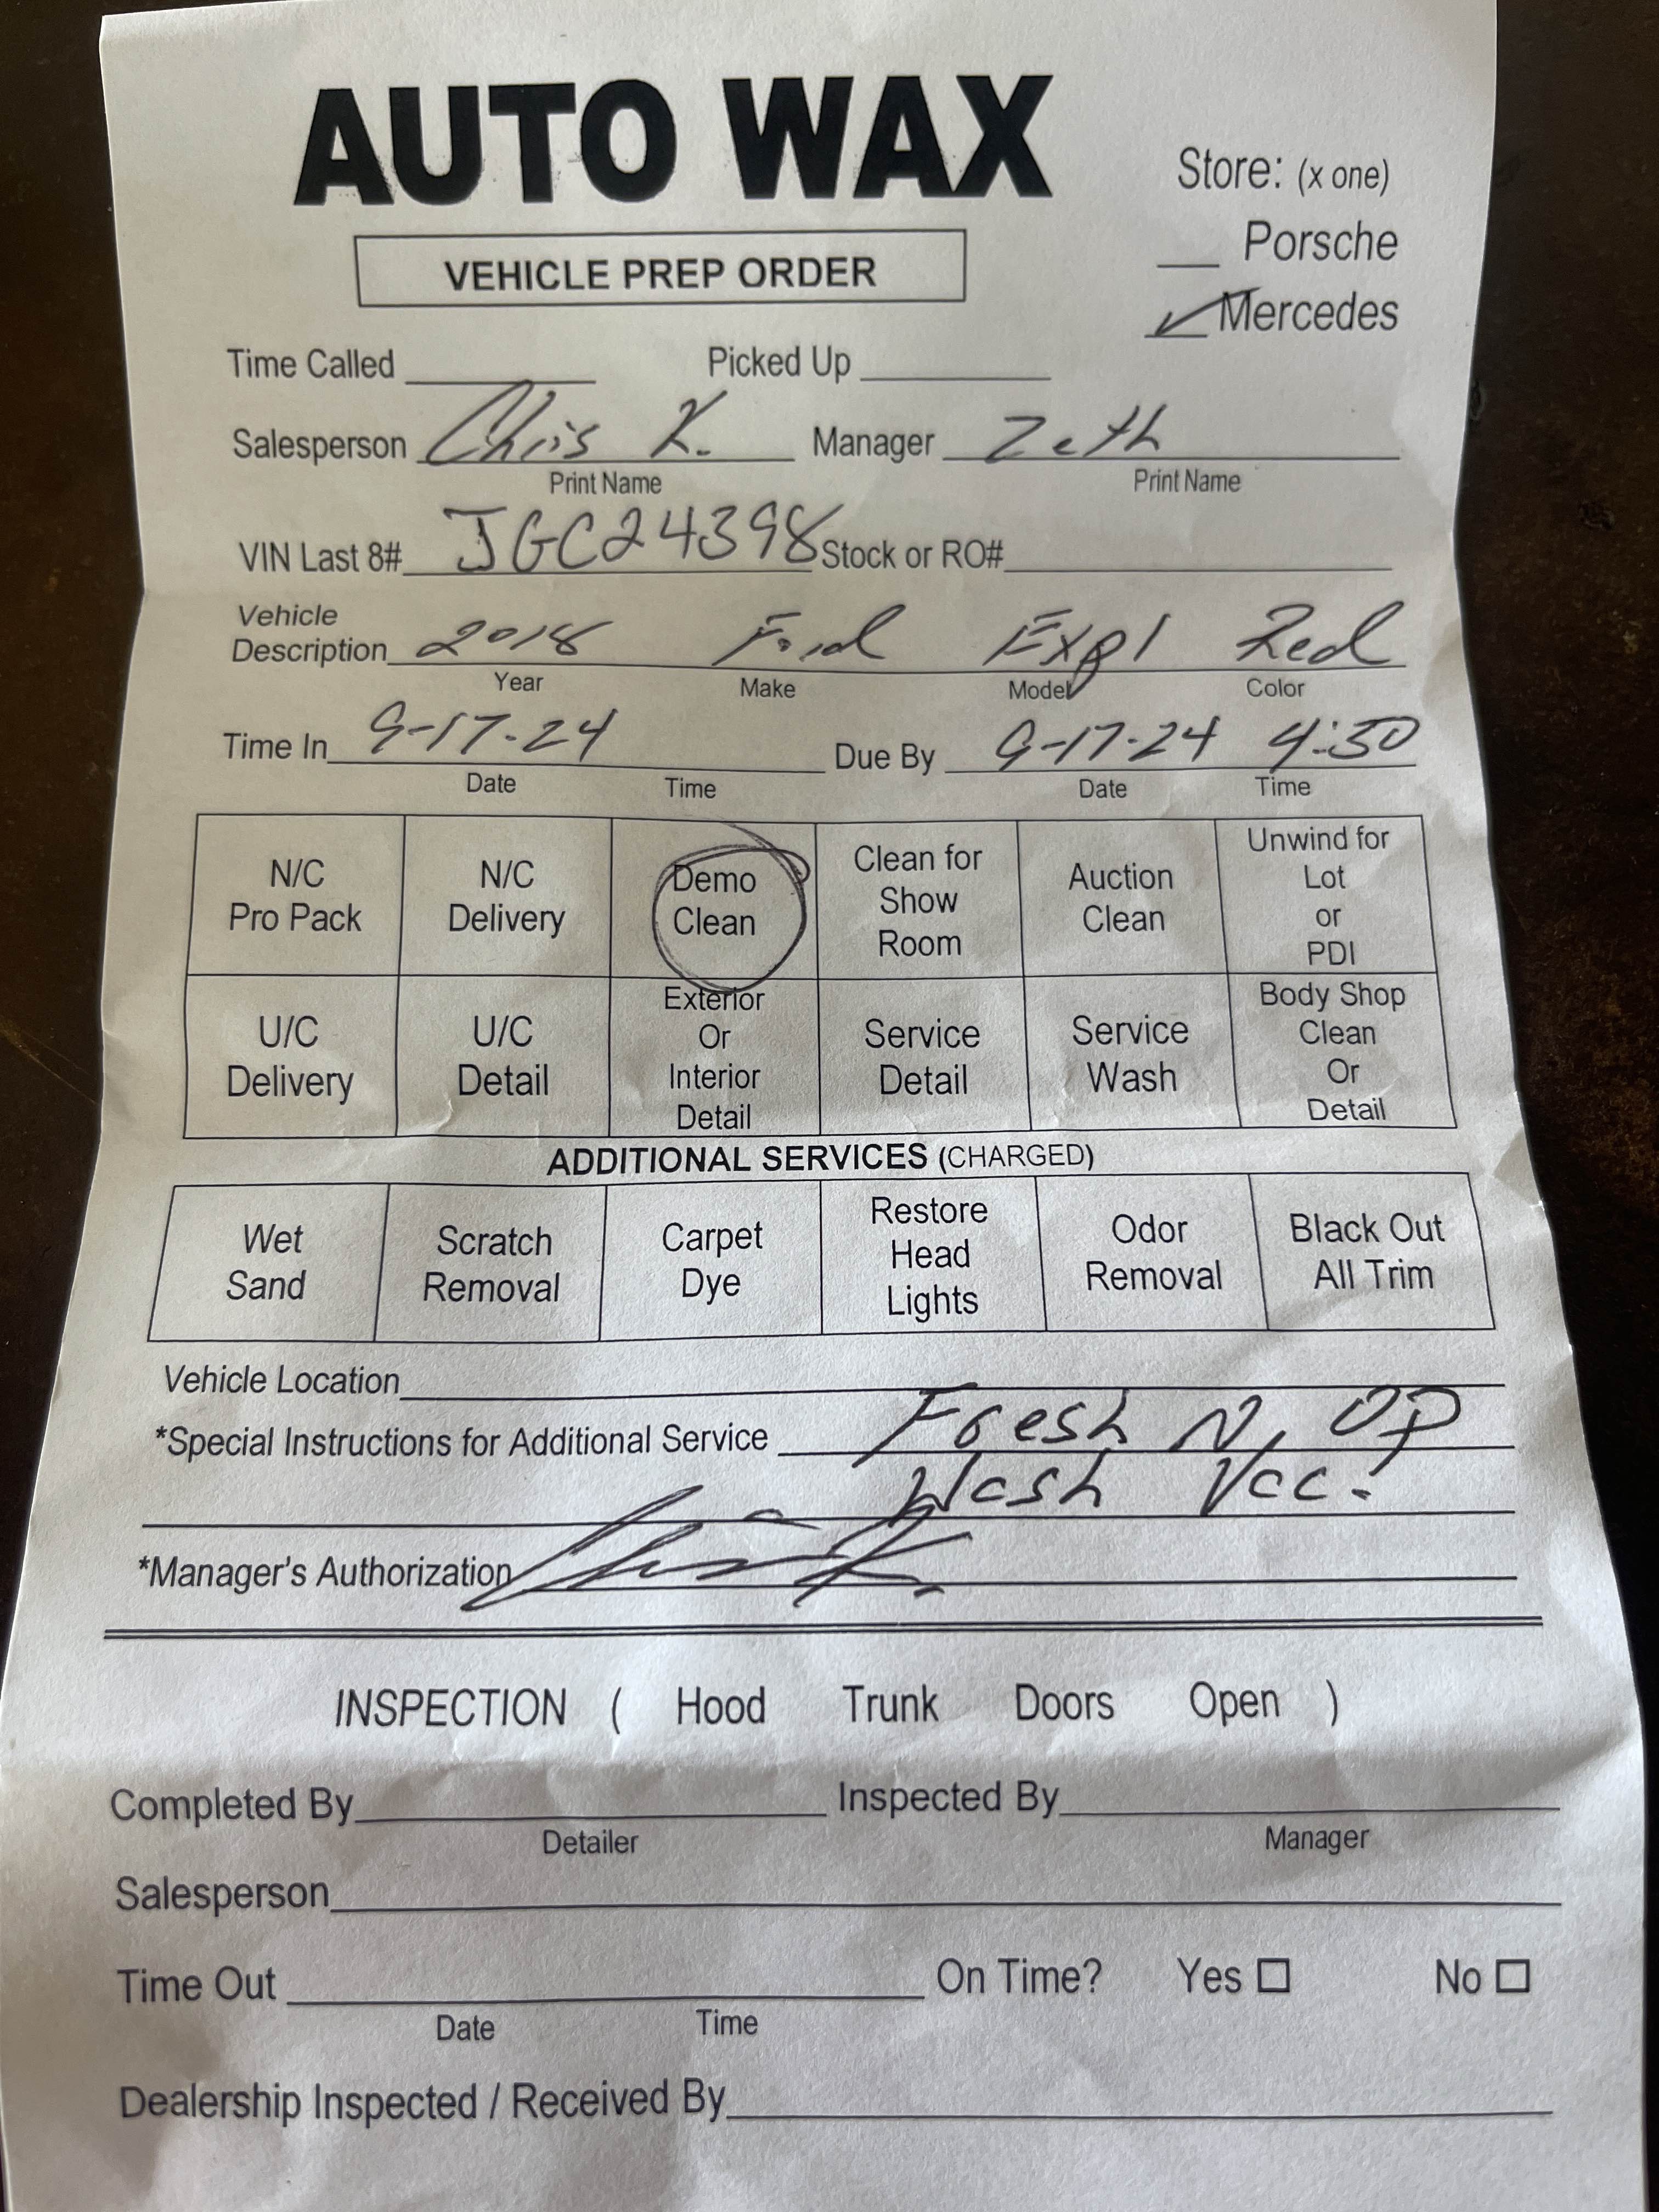 AUTO WAX
Store: (x one)
VEHICLE PREP ORDER
___ Porsche
✓ Mercedes
Time Called ______ Picked Up ______
Salesperson Chris K. Manager Zeth
Print Name Print Name
VIN Last 8# JGC24398 Stock or RO# ______
Vehicle
Description 2018 Ford Expl Red
Year Make Model Color
Time In 9-17-24 Due By 9-17-24 4:30
Date Time Date Time
N/C Pro Pack
N/C Delivery
Demo Clean
Clean for Show Room
Auction Clean
Unwind for Lot or PDI
U/C Delivery
U/C Detail
Exterior Or Interior Detail
Service Detail
Service Wash
Body Shop Clean Or Detail
ADDITIONAL SERVICES (CHARGED)
Wet Sand
Scratch Removal
Carpet Dye
Restore Head Lights
Odor Removal
Black Out All Trim
Vehicle Location
*Special Instructions for Additional Service Fresh N UP
Wash Vac.
*Manager's Authorization
INSPECTION ( Hood Trunk Doors Open )
Completed By ______ Inspected By ______
Detailer Manager
Salesperson
Time Out ______ On Time? Yes ☐ No ☐
Date Time
Dealership Inspected / Received By